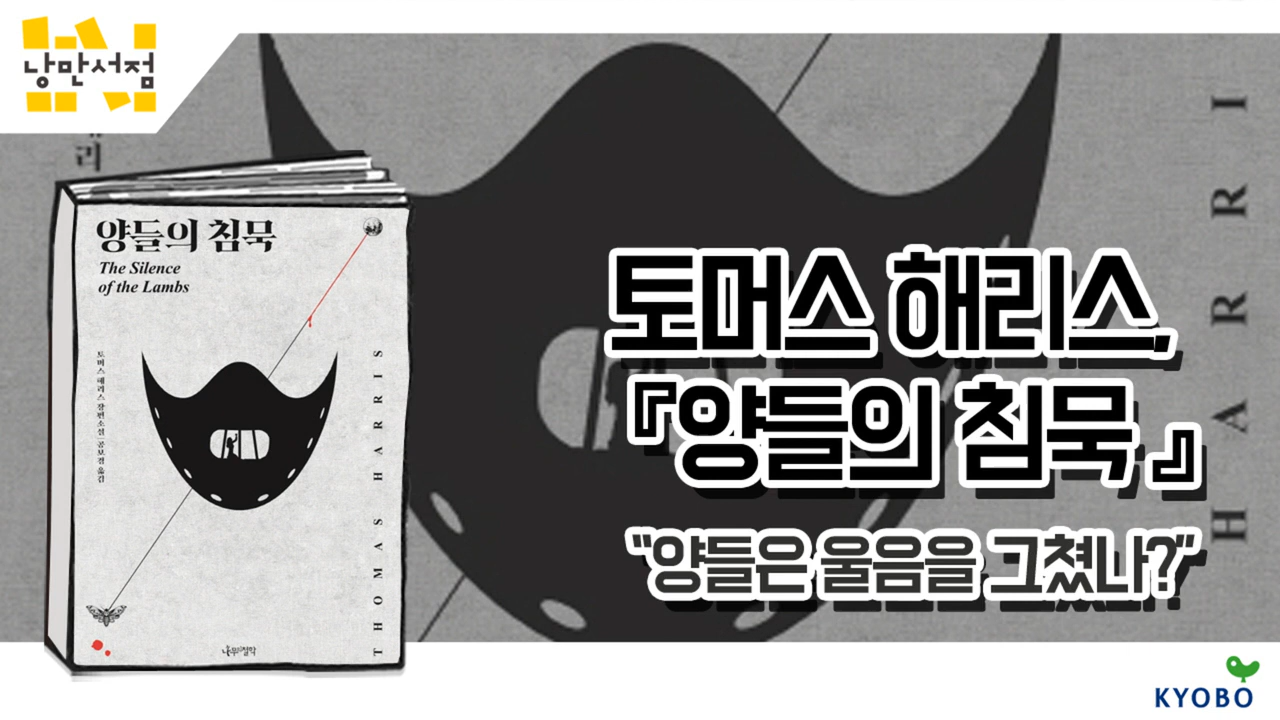 낭만서점
리
양들의 침묵
The Silence
of the Lambs
토머스 해리스 장편소설 | 공보경 옮김
THOMAS HARRIS
나무의철학
HARRI
토머스 해리스,
『양들의 침묵』
“양들은 울음을 그쳤나?”
KYOBO